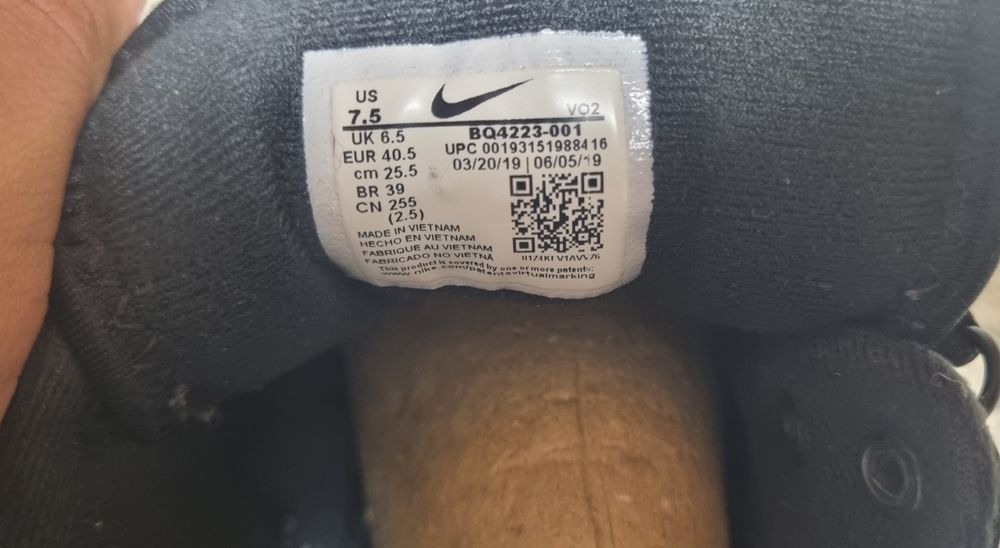 US
7.5
UK 6.5
EUR 40.5
cm 25.5
BR 39
CN 255
(2.5)
VO2
BQ4223-001
UPC 00193151988416
03/20/19 | 06/05/19
MADE IN VIETNAM
HECHO EN VIETNAM
FABRIQUE AU VIETNAM
FABRICADO NO VIETNÃ
This product is covered by one or more patents:
www.nike.com/patentsvirtualmarking